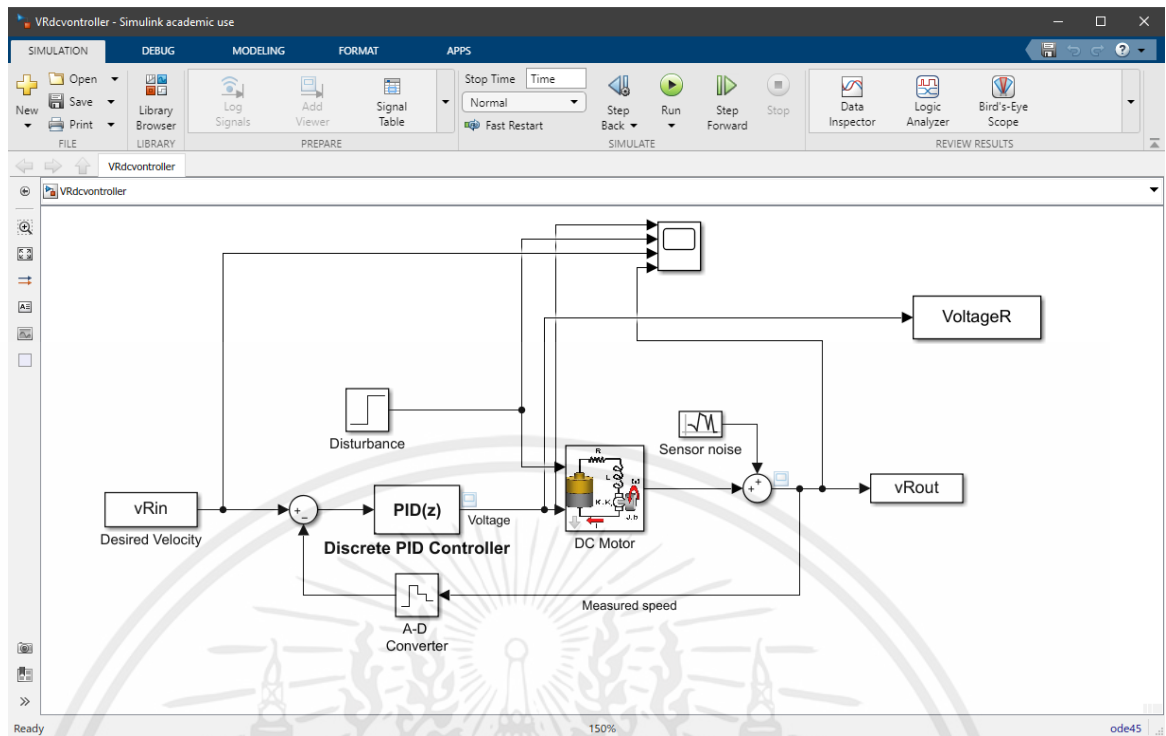 VRdcvontroller - Simulink academic use
SIMULATION DEBUG MODELING FORMAT APPS
New
Open
Save
Print
FILE
Library Browser
LIBRARY
Log Signals
Add Viewer
Signal Table
PREPARE
Stop Time Time
Normal
Fast Restart
Step Back
Run
Step Forward
Stop
SIMULATE
Data Inspector
Logic Analyzer
Bird's-Eye Scope
REVIEW RESULTS
VRdcvontroller
VRdcvontroller
VoltageR
Disturbance
Sensor noise
vRin
Desired Velocity
PID(z)
Discrete PID Controller
Voltage
R
L
K,K
J,b
DC Motor
vRout
Measured speed
A-D
Converter
Ready 150% ode45